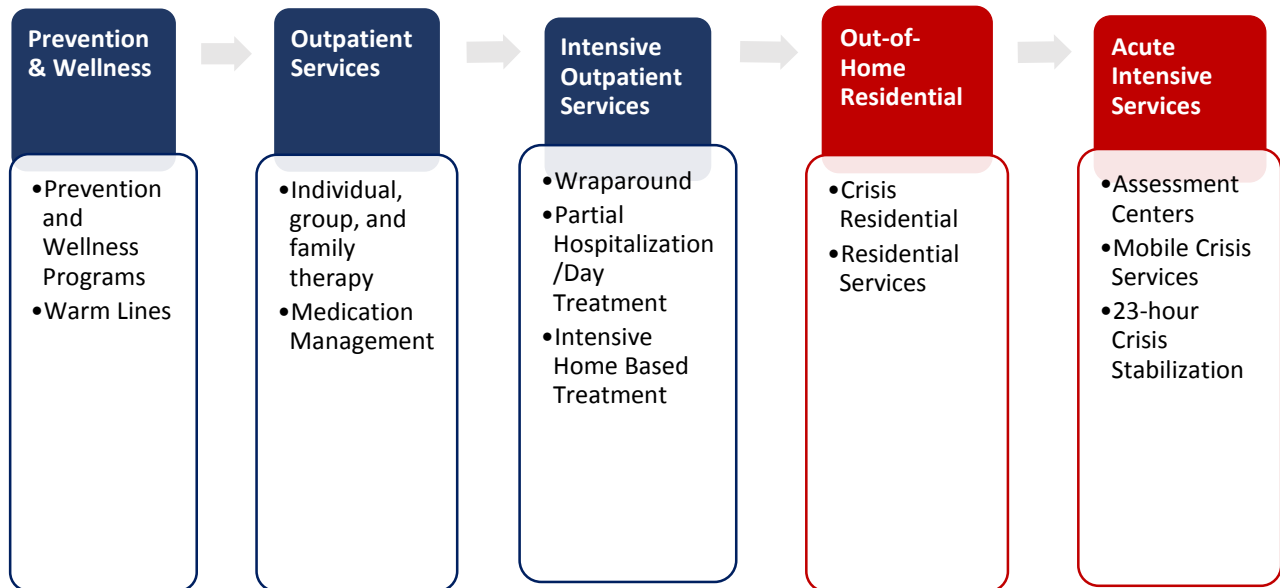 Prevention
& Wellness
•Prevention
and
Wellness
Programs
•Warm Lines
Outpatient
Services
•Individual,
group, and
family
therapy
•Medication
Management
Intensive
Outpatient
Services
•Wraparound
•Partial
Hospitalization
/Day
Treatment
•Intensive
Home Based
Treatment
Out-of-
Home
Residential
•Crisis
Residential
•Residential
Services
Acute
Intensive
Services
•Assessment
Centers
•Mobile Crisis
Services
•23-hour
Crisis
Stabilization